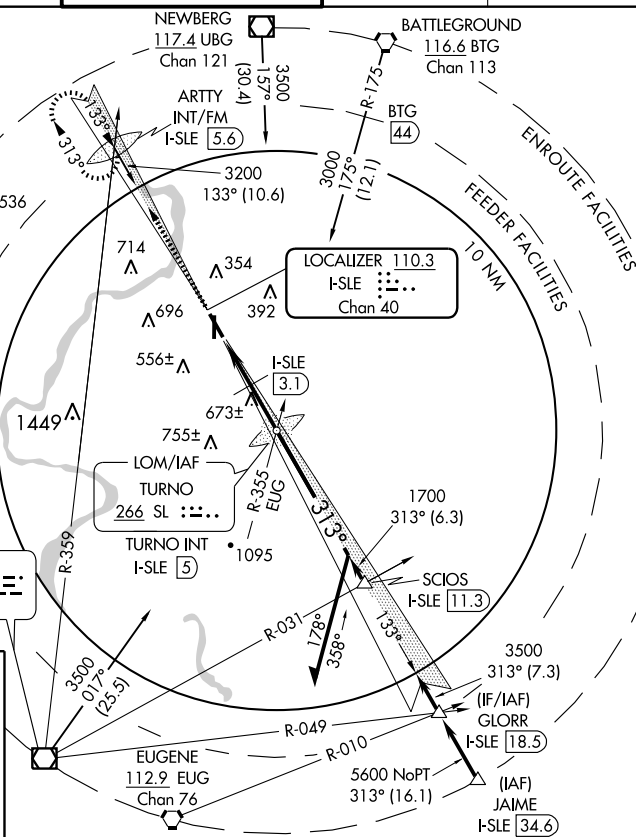 NEWBERG
117.4 UBG
Chan 121
BATTLEGROUND
116.6 BTG
Chan 113
3500
157°
(30.4)
R-175
BTG
44
ENROUTE FACILITIES
FEEDER FACILITIES
10 NM
ARTTY
INT/FM
I-SLE 5.6
133°
313°
3200
133° (10.6)
3000
175°
(12.1)
536
714
354
392
LOCALIZER 110.3
I-SLE
Chan 40
696
556±
I-SLE
3.1
673±
1449
755±
LOM/IAF
TURNO
266 SL
TURNO INT
I-SLE 5
R-355
EUG
1095
313°
1700
313° (6.3)
SCIOS
I-SLE 11.3
R-359
R-031
178°
358°
133°
3500
017°
(25.5)
3500
313° (7.3)
(IF/IAF)
GLORR
I-SLE 18.5
R-049
R-010
EUGENE
112.9 EUG
Chan 76
5600 NoPT
313° (16.1)
(IAF)
JAIME
I-SLE 34.6